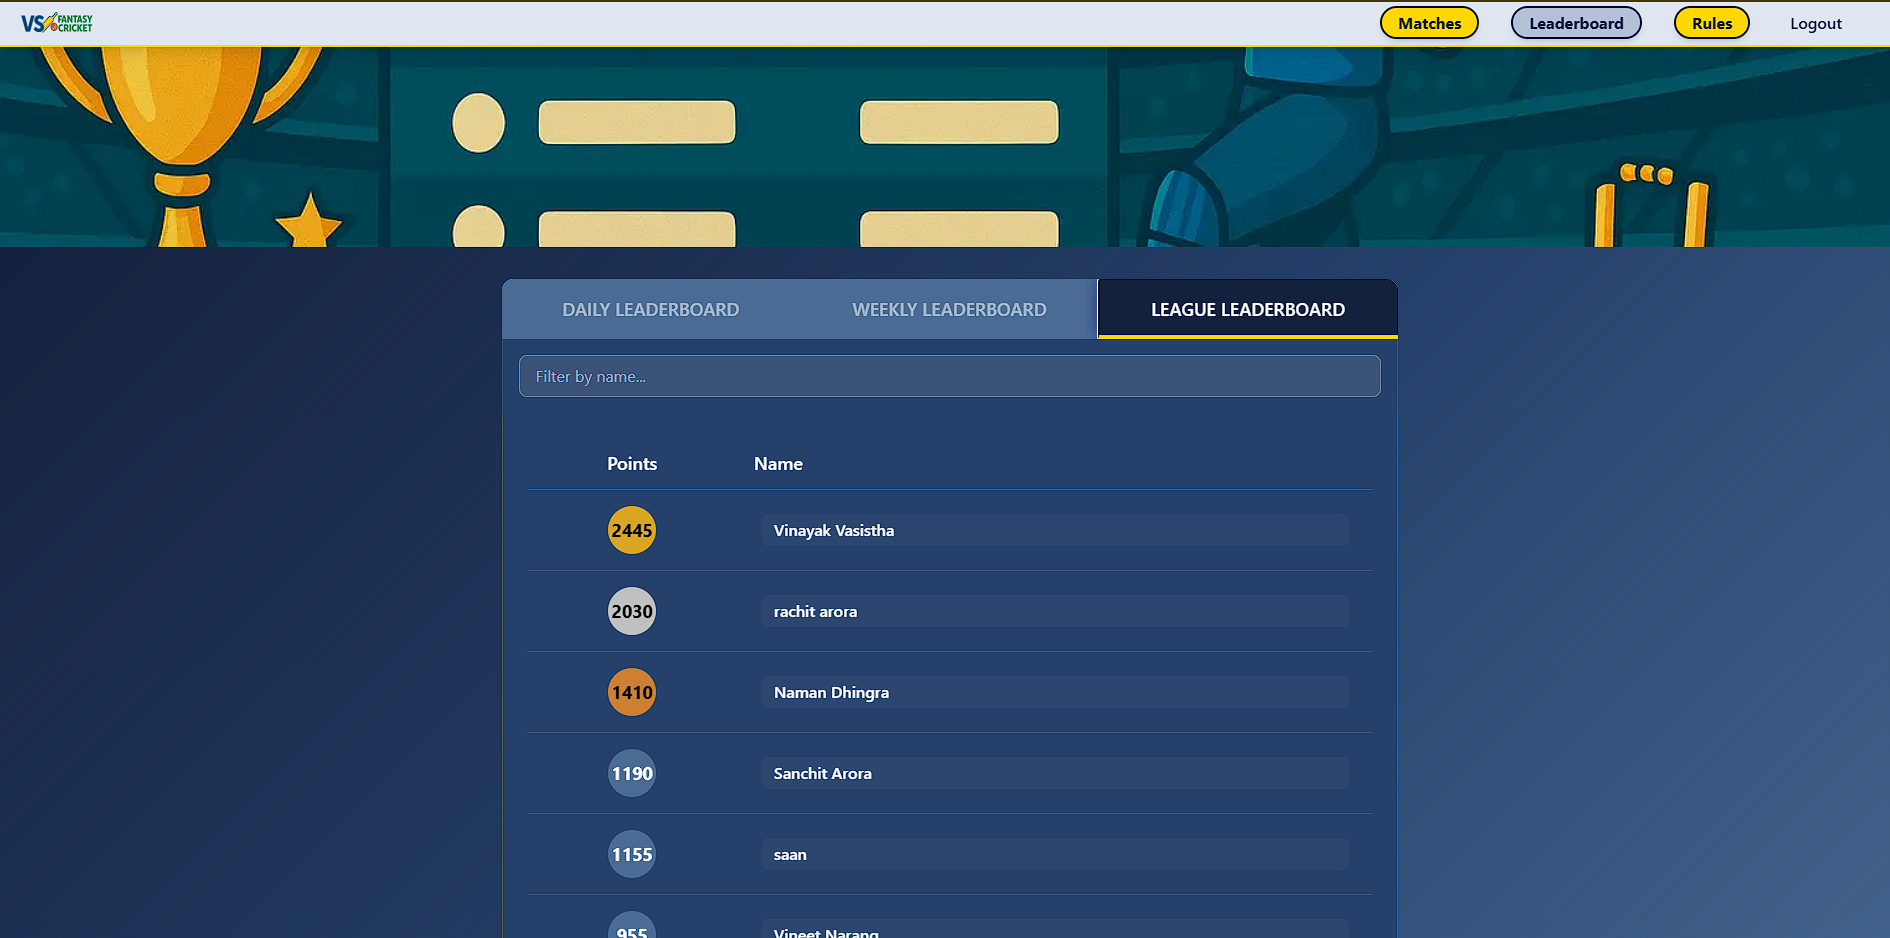 VS FANTASY CRICKET
Matches
Leaderboard
Rules
Logout
DAILY LEADERBOARD
WEEKLY LEADERBOARD
LEAGUE LEADERBOARD
Filter by name...
Points Name
2445 Vinayak Vasistha
2030 rachit arora
1410 Naman Dhingra
1190 Sanchit Arora
1155 saan
955 Vineet Narang